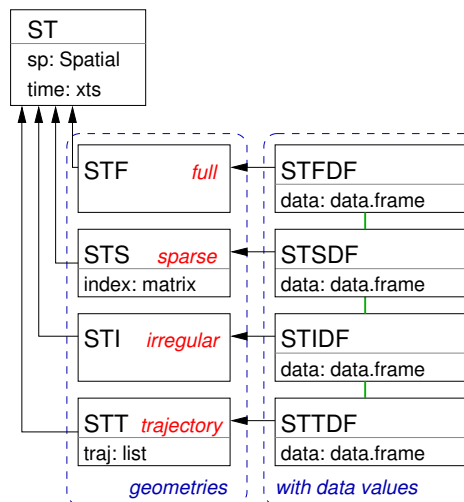 ST
sp: Spatial
time: xts
STF full
STFDF
data: data.frame
STS sparse
index: matrix
STSDF
data: data.frame
STI irregular
STIDF
data: data.frame
STT trajectory
traj: list
STTDF
data: data.frame
geometries
with data values